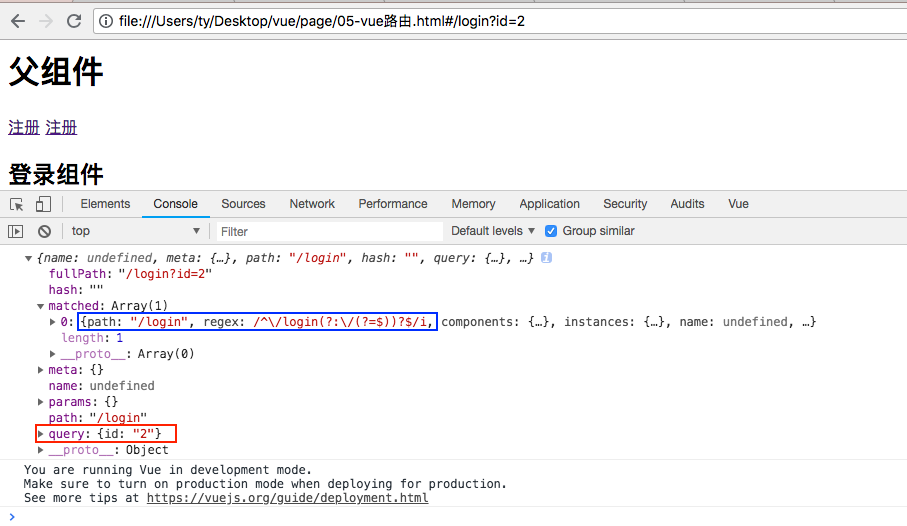 file:///Users/ty/Desktop/vue/page/05-vue路由.html#/login?id=2
父组件
注册 注册
登录组件
Elements Console Sources Network Performance Memory Application Security Audits Vue
top Filter Default levels Group similar
{name: undefined, meta: {…}, path: "/login", hash: "", query: {…}, …}
fullPath: "/login?id=2"
hash: ""
matched: Array(1)
0: {path: "/login", regex: /^\/login(?:\/(?=$))?$/i, components: {…}, instances: {…}, name: undefined, …}
length: 1
__proto__: Array(0)
meta: {}
name: undefined
params: {}
path: "/login"
query: {id: "2"}
__proto__: Object
You are running Vue in development mode.
Make sure to turn on production mode when deploying for production.
See more tips at https://vuejs.org/guide/deployment.html